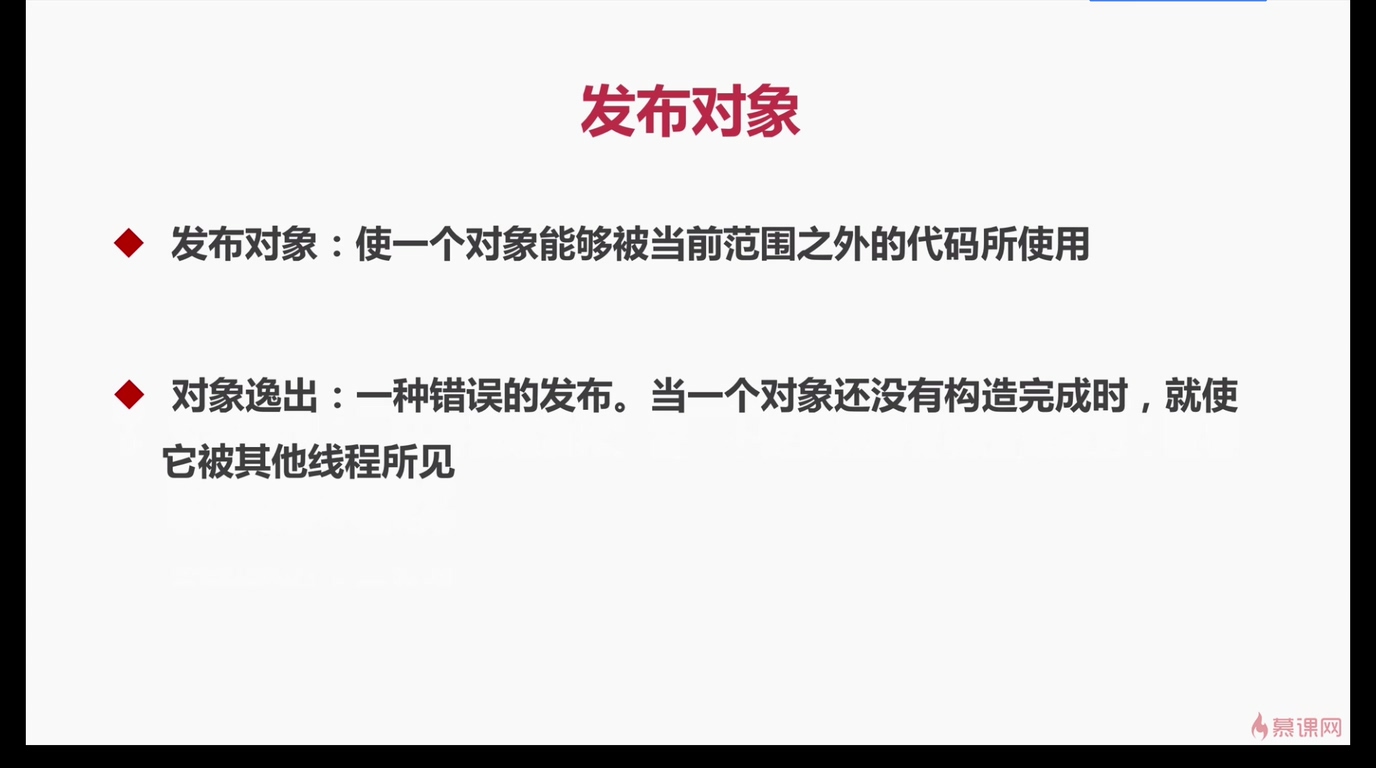 发布对象
发布对象：使一个对象能够被当前范围之外的代码所使用
对象逸出：一种错误的发布。当一个对象还没有构造完成时，就使
它被其他线程所见
慕课网